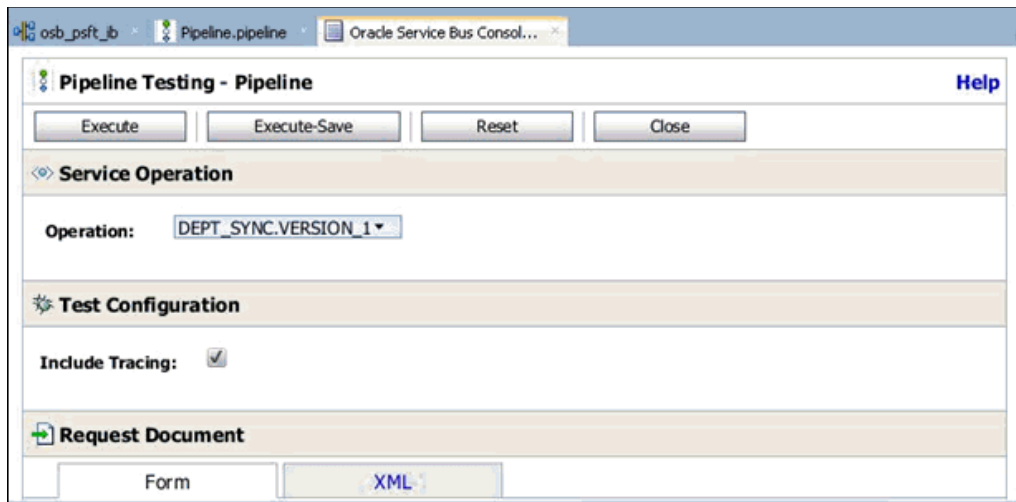 osb_psft_ib Pipeline.pipeline Oracle Service Bus Consol...
Pipeline Testing - Pipeline Help
Execute Execute-Save Reset Close
Service Operation
Operation: DEPT_SYNC.VERSION_1
Test Configuration
Include Tracing:
Request Document
Form XML